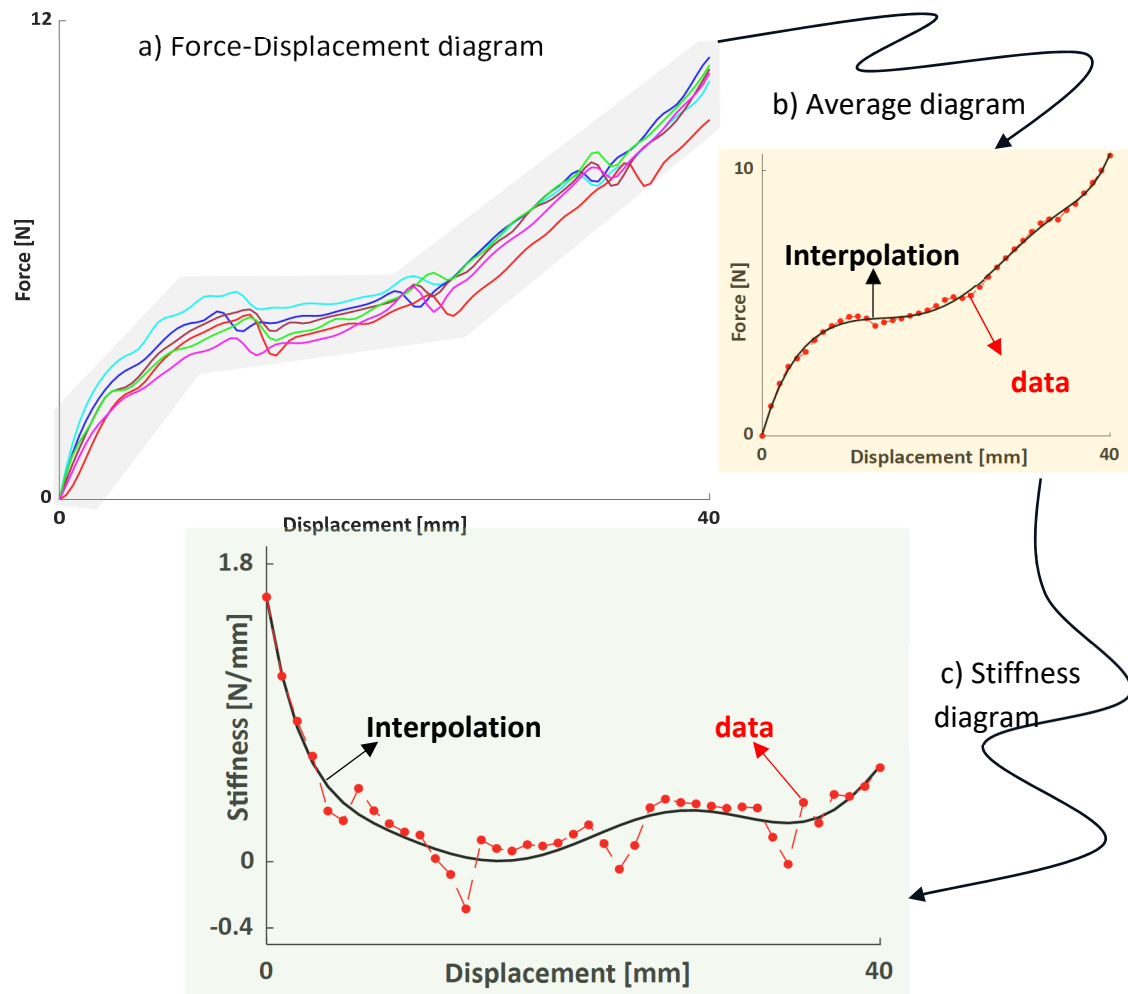 12
a) Force-Displacement diagram
Force [N]
0
0
Displacement [mm]
40
b) Average diagram
10
Force [N]
Interpolation
data
0
0
Displacement [mm]
40
c) Stiffness
diagram
1.8
Stiffness [N/mm]
Interpolation
data
0
-0.4
0
Displacement [mm]
40